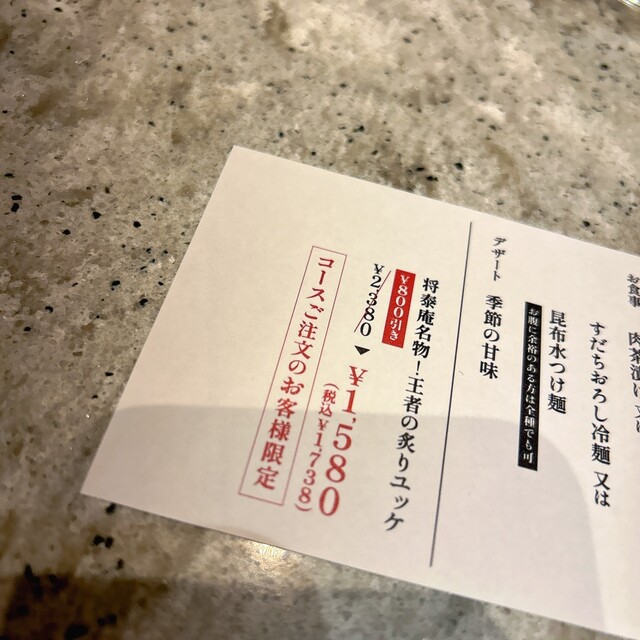 肉茶漬け 又は
すだちおろし冷麺 又は
昆布水つけ麺
お腹に余裕のある方は全種でも可
デザート 季節の甘味
将泰庵名物！王者の炙りユッケ
¥800引き
¥2,380▶¥1,580
(税込¥1,738)
コースご注文のお客様限定